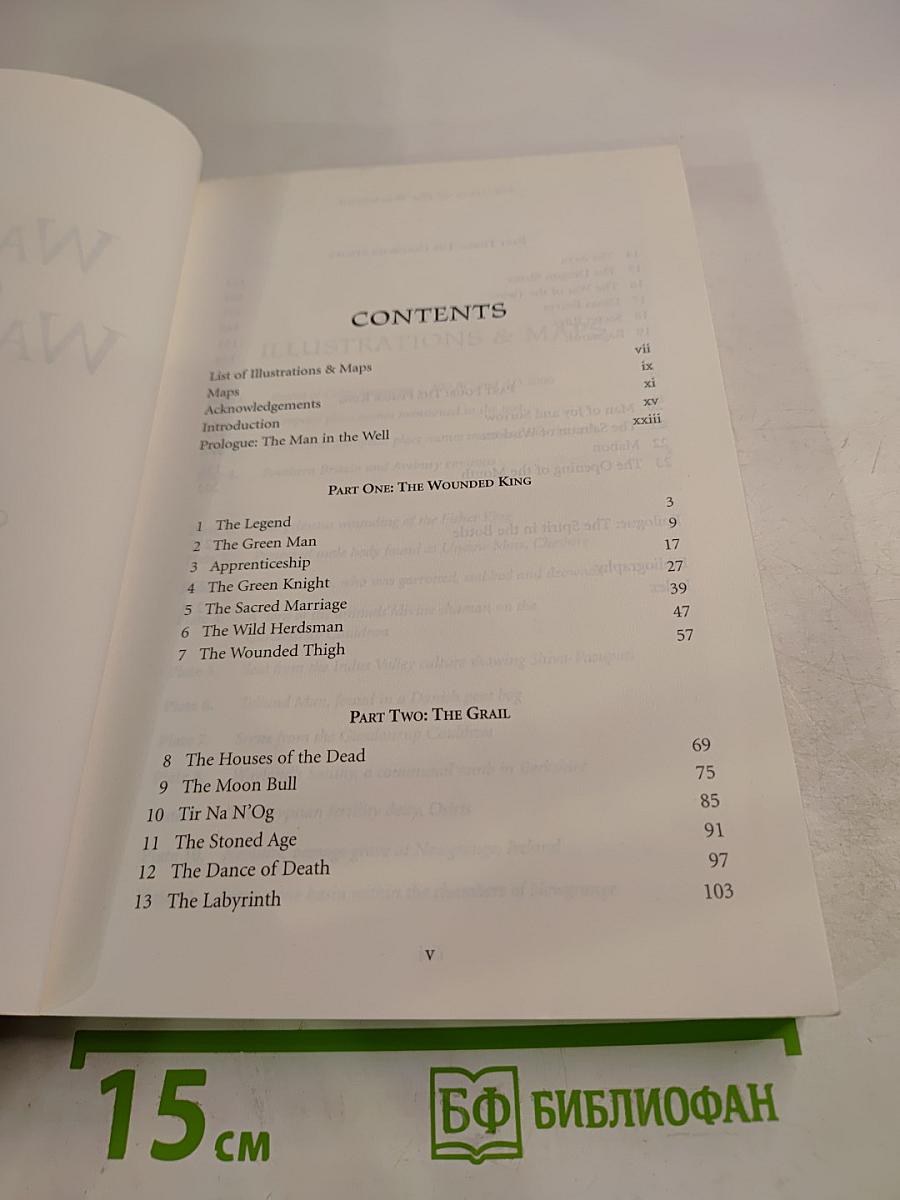 CONTENTS
List of Illustrations & Maps vii
Maps ix
Acknowledgements xi
Introduction xv
Prologue: The Man in the Well xxiii
PART ONE: THE WOUNDED KING
1 The Legend 3
2 The Green Man 9
3 Apprenticeship 17
4 The Green Knight 27
5 The Sacred Marriage 39
6 The Wild Herdsman 47
7 The Wounded Thigh 57
PART TWO: THE GRAIL
8 The Houses of the Dead 69
9 The Moon Bull 75
10 Tir Na N'Og 85
11 The Stoned Age 91
12 The Dance of Death 97
13 The Labyrinth 103
v
15 см
БФ БИБЛИОФАН